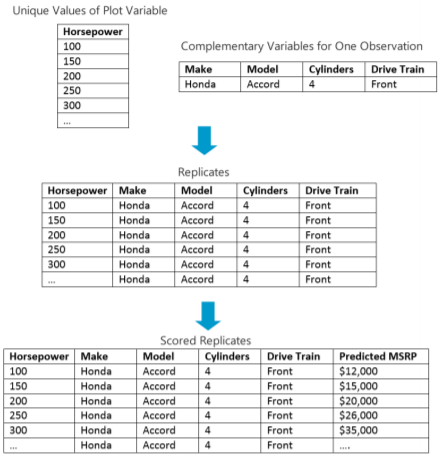 Unique Values of Plot Variable
Horsepower
100
150
200
250
300
...
Complementary Variables for One Observation
Make Model Cylinders Drive Train
Honda Accord 4 Front
Replicates
Horsepower Make Model Cylinders Drive Train
100 Honda Accord 4 Front
150 Honda Accord 4 Front
200 Honda Accord 4 Front
250 Honda Accord 4 Front
300 Honda Accord 4 Front
... Honda Accord 4 Front
Scored Replicates
Horsepower Make Model Cylinders Drive Train Predicted MSRP
100 Honda Accord 4 Front $12,000
150 Honda Accord 4 Front $15,000
200 Honda Accord 4 Front $20,000
250 Honda Accord 4 Front $26,000
300 Honda Accord 4 Front $35,000
... Honda Accord 4 Front ....